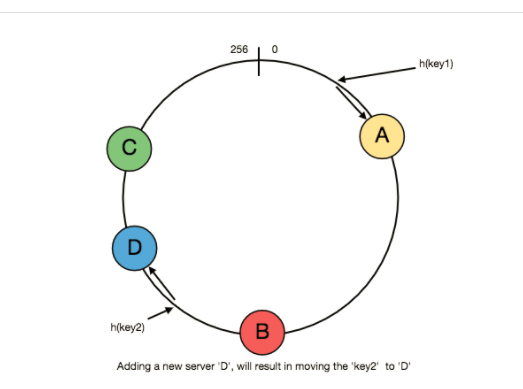 256 0
h(key1)
A
C
D
h(key2)
B
Adding a new server 'D', will result in moving the 'key2' to 'D'